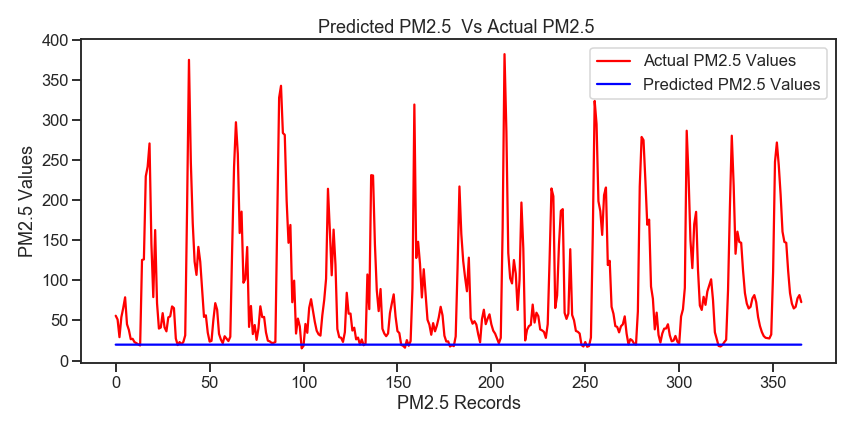 Predicted PM2.5  Vs Actual PM2.5
Actual PM2.5 Values
Predicted PM2.5 Values
PM2.5 Values
400
350
300
250
200
150
100
50
0
0 50 100 150 200 250 300 350
PM2.5 Records